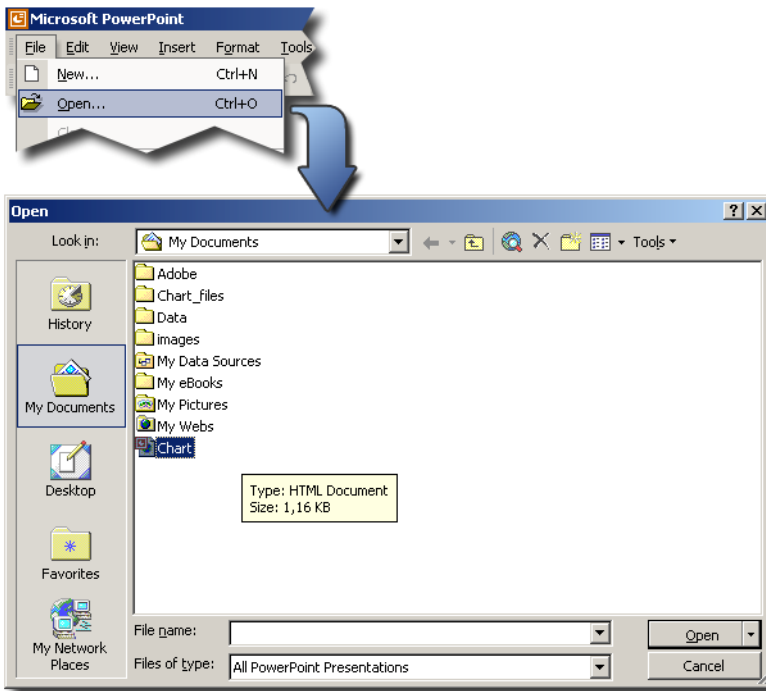 Microsoft PowerPoint
File Edit View Insert Format Tools
New... Ctrl+N
Open... Ctrl+O
Open
Look in: My Documents Tools
Adobe
Chart_files
Data
images
My Data Sources
My eBooks
My Pictures
My Webs
Chart
Type: HTML Document
Size: 1,16 KB
History
My Documents
Desktop
Favorites
My Network
Places
File name: Open
Files of type: All PowerPoint Presentations Cancel